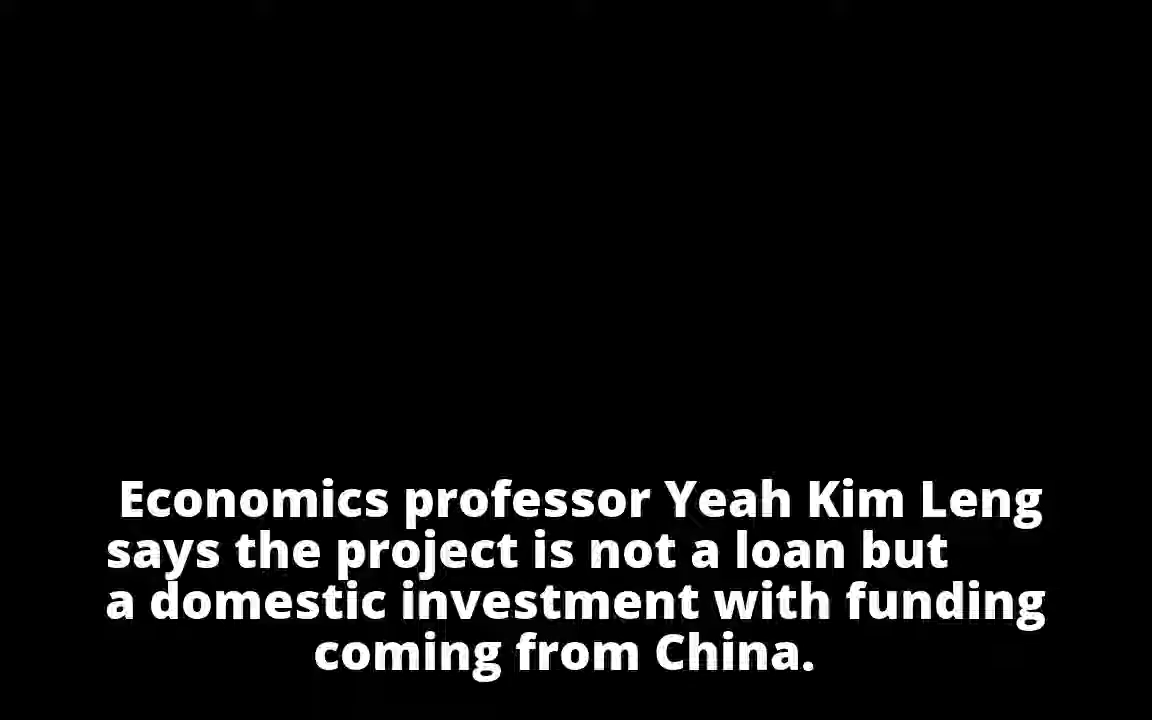 Economics professor Yeah Kim Leng
says the project is not a loan but
a domestic investment with funding
coming from China.